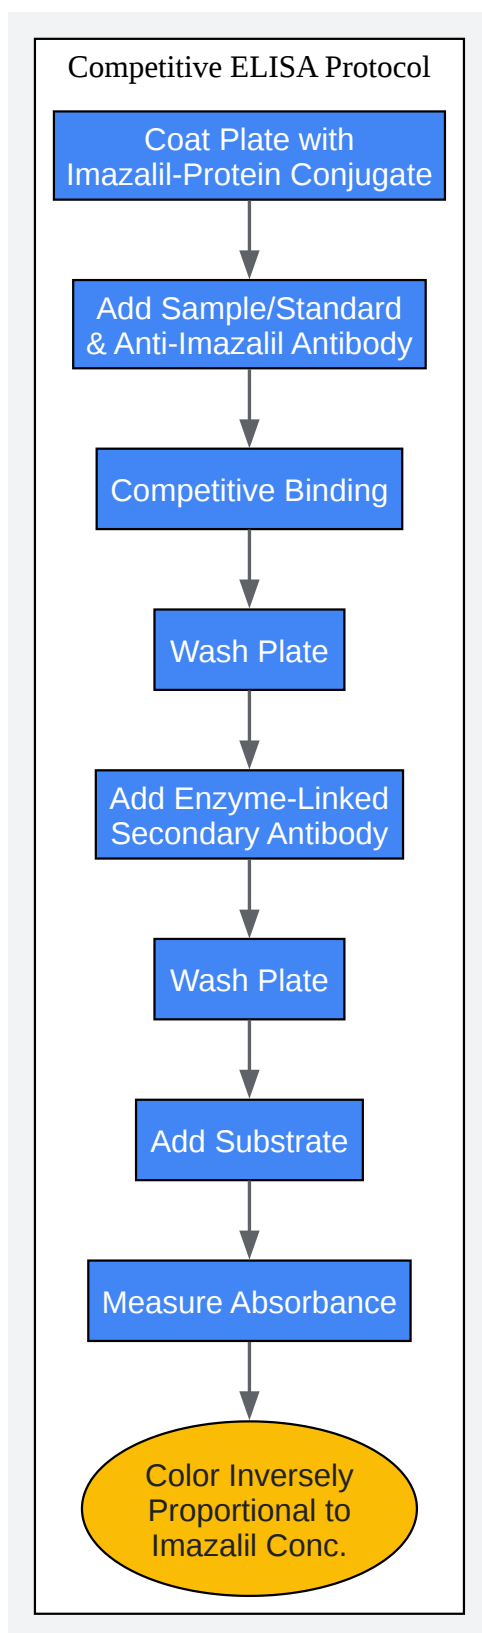 Competitive ELISA Protocol
Coat Plate with
Imazalil-Protein Conjugate
Add Sample/Standard
& Anti-Imazalil Antibody
Competitive Binding
Wash Plate
Add Enzyme-Linked
Secondary Antibody
Wash Plate
Add Substrate
Measure Absorbance
Color Inversely
Proportional to
Imazalil Conc.